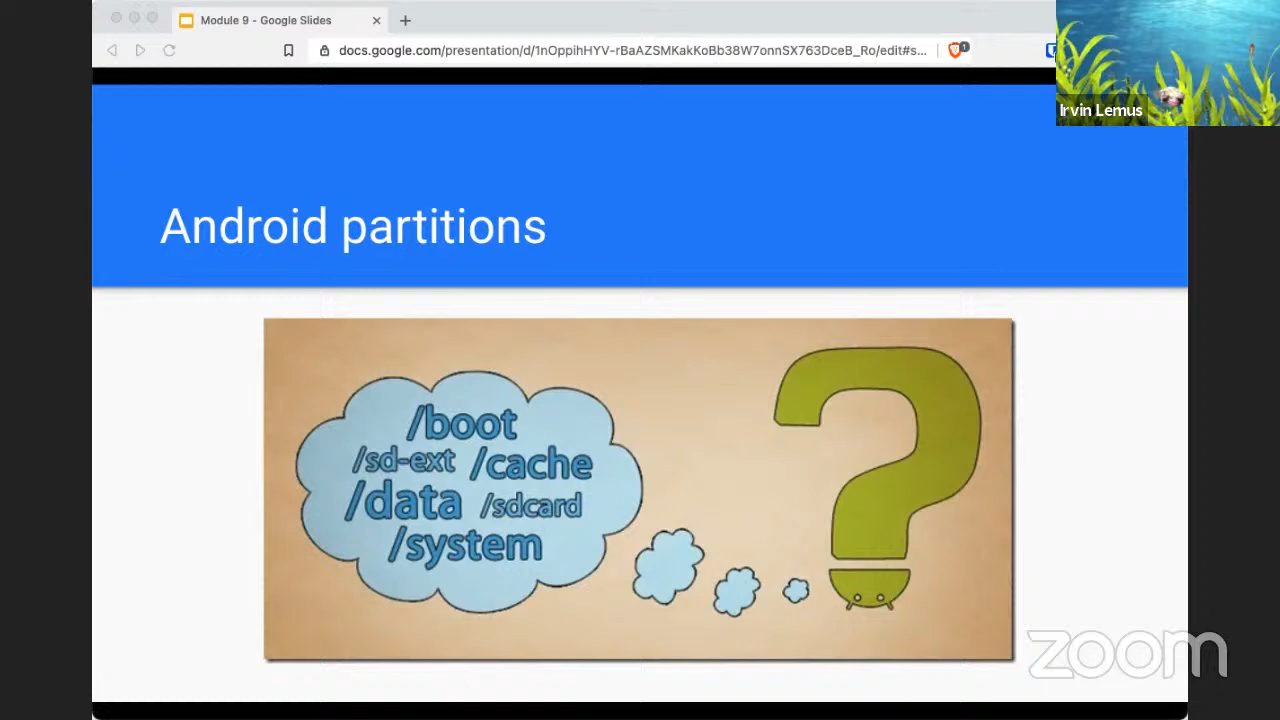 Module 9 - Google Slides
docs.google.com/presentation/d/1nOppihHYV-rBaAZSMKakKoBb38W7onnSX763DceB_Ro/edit#s...
1
Irvin Lemus
Android partitions
/boot
/sd-ext /cache
/data /sdcard
/system
zoom